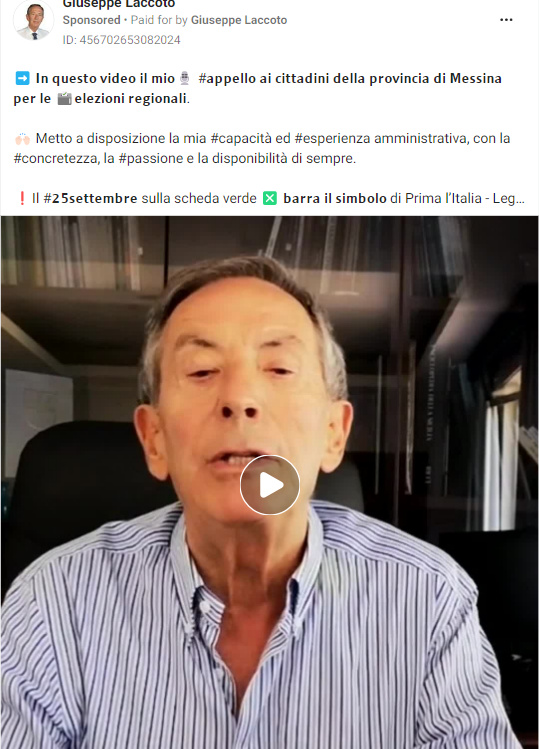 Giuseppe Laccoto
Sponsored • Paid for by Giuseppe Laccoto
ID: 456702653082024
➡️ In questo video il mio🎙️ #appello ai cittadini della provincia di Messina
per le 🗳️elezioni regionali.
🙌🏻 Metto a disposizione la mia #capacità ed #esperienza amministrativa, con la
#concretezza, la #passione e la disponibilità di sempre.
❗ Il #25settembre sulla scheda verde ❎ barra il simbolo di Prima l’Italia - Leg...